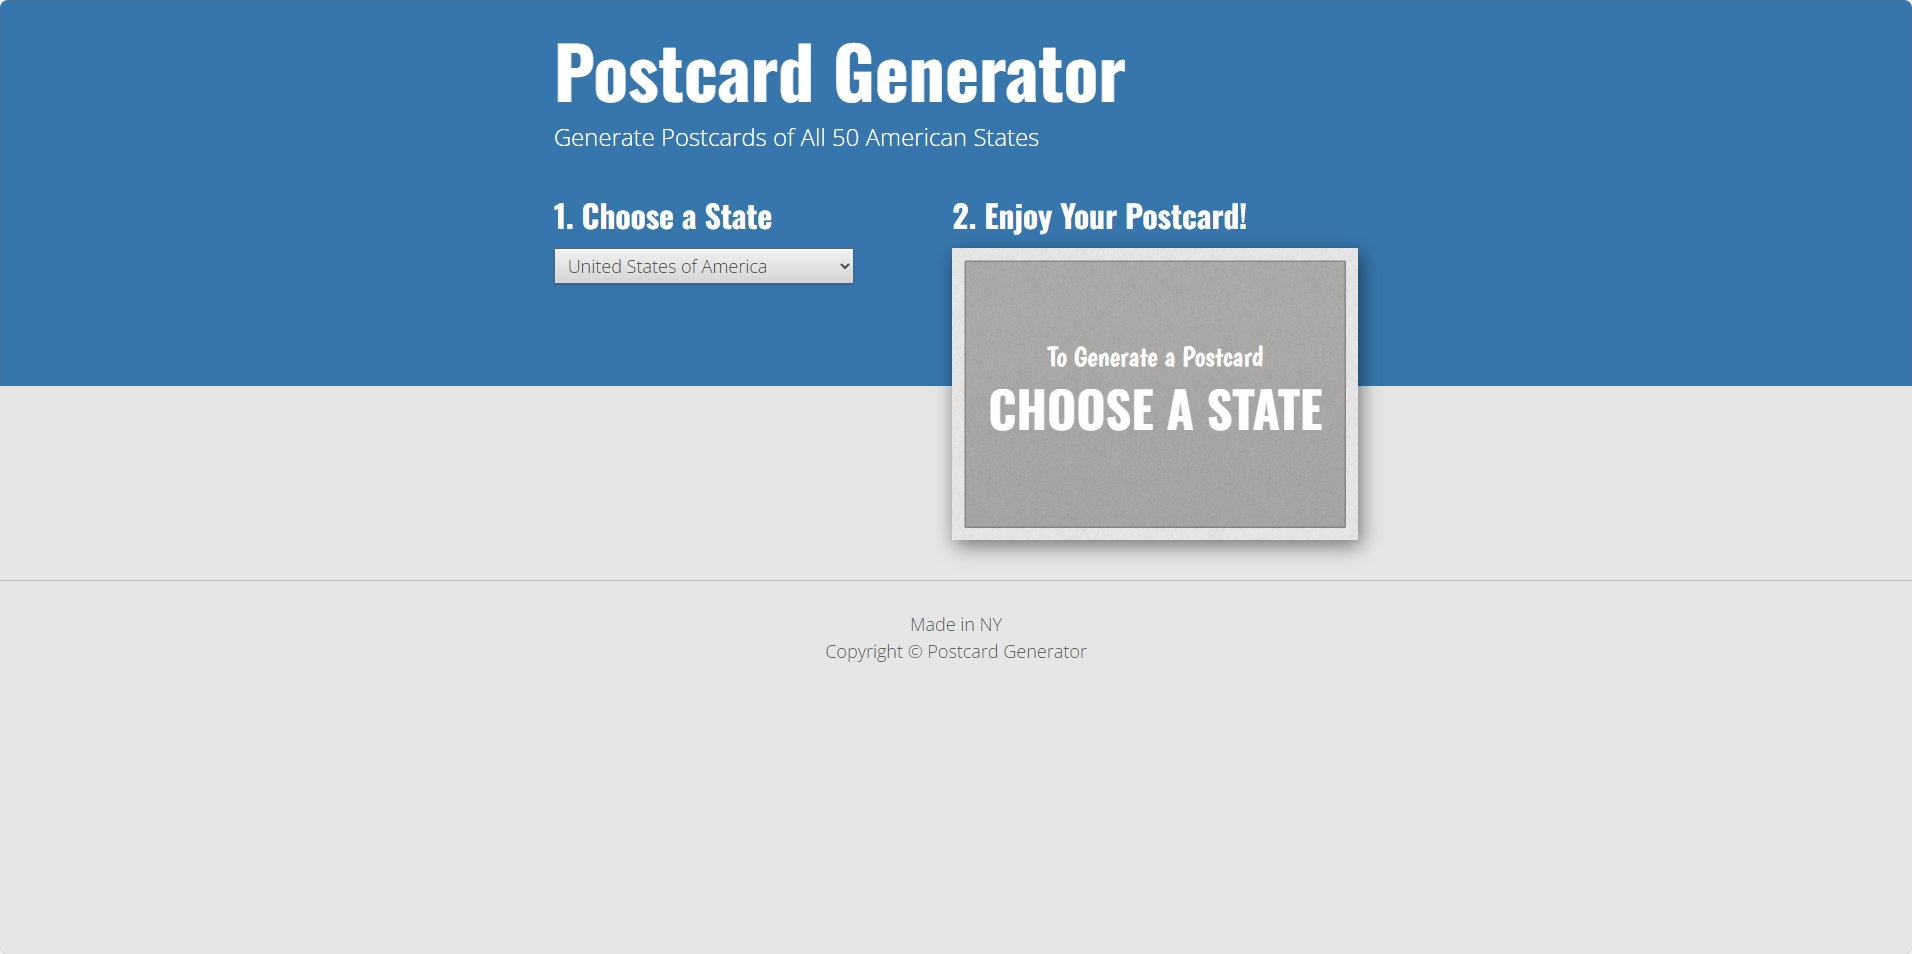 Postcard Generator
Generate Postcards of All 50 American States
1. Choose a State
United States of America
2. Enjoy Your Postcard!
To Generate a Postcard
CHOOSE A STATE
Made in NY
Copyright © Postcard Generator